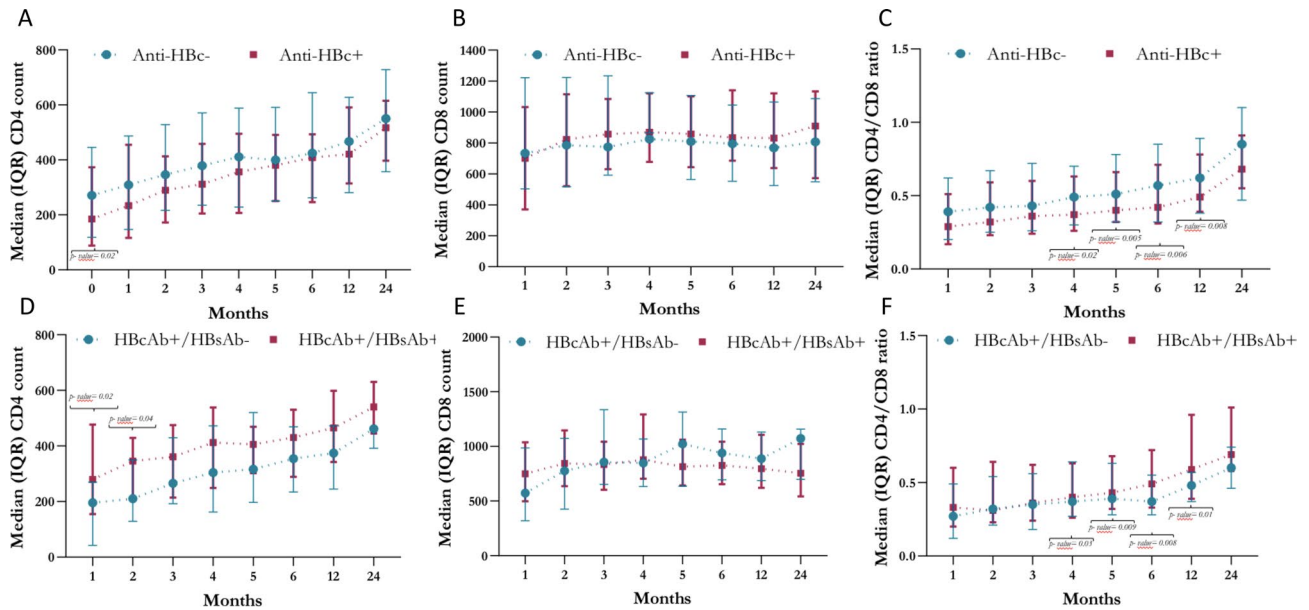 A
Anti-HBc-
Anti-HBc+
Median (IQR) CD4 count
800
600
400
200
0
p- value= 0.02
0 1 2 3 4 5 6 12 24
Months
B
Anti-HBc-
Anti-HBc+
Median (IQR) CD8 count
1400
1200
1000
800
600
400
200
0
1 2 3 4 5 6 12 24
Months
C
Anti-HBc-
Anti-HBc+
Median (IQR) CD4/CD8 ratio
1.5
1.0
0.5
0.0
p- value= 0.02
p- value= 0.005
p- value= 0.006
p- value= 0.008
1 2 3 4 5 6 12 24
Months
D
HBcAb+/HBsAb-
HBcAb+/HBsAb+
Median (IQR) CD4 count
800
600
400
200
0
p- value= 0.02
p- value= 0.04
1 2 3 4 5 6 12 24
Months
E
HBcAb+/HBsAb-
HBcAb+/HBsAb+
Median (IQR) CD8 count
2000
1500
1000
500
0
1 2 3 4 5 6 12 24
Months
F
HBcAb+/HBsAb-
HBcAb+/HBsAb+
Median (IQR) CD4/CD8 ratio
1.5
1.0
0.5
0.0
p- value= 0.03
p- value= 0.009
p- value= 0.008
p- value= 0.01
1 2 3 4 5 6 12 24
Months